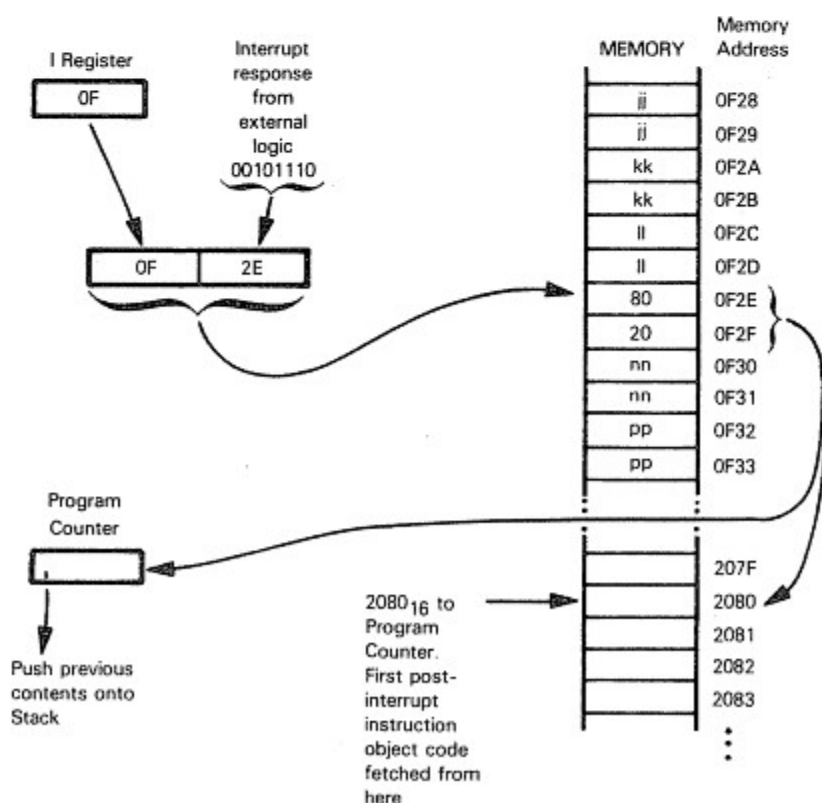 I Register
0F
Interrupt
response
from
external
logic
00101110
0F 2E
MEMORY
Memory
Address
jj 0F28
jj 0F29
kk 0F2A
kk 0F2B
ll 0F2C
ll 0F2D
80 0F2E
20 0F2F
nn 0F30
nn 0F31
pp 0F32
pp 0F33
Program
Counter
Push previous
contents onto
Stack
2080₁₆ to
Program
Counter.
First post-
interrupt
instruction
object code
fetched from
here
207F
2080
2081
2082
2083